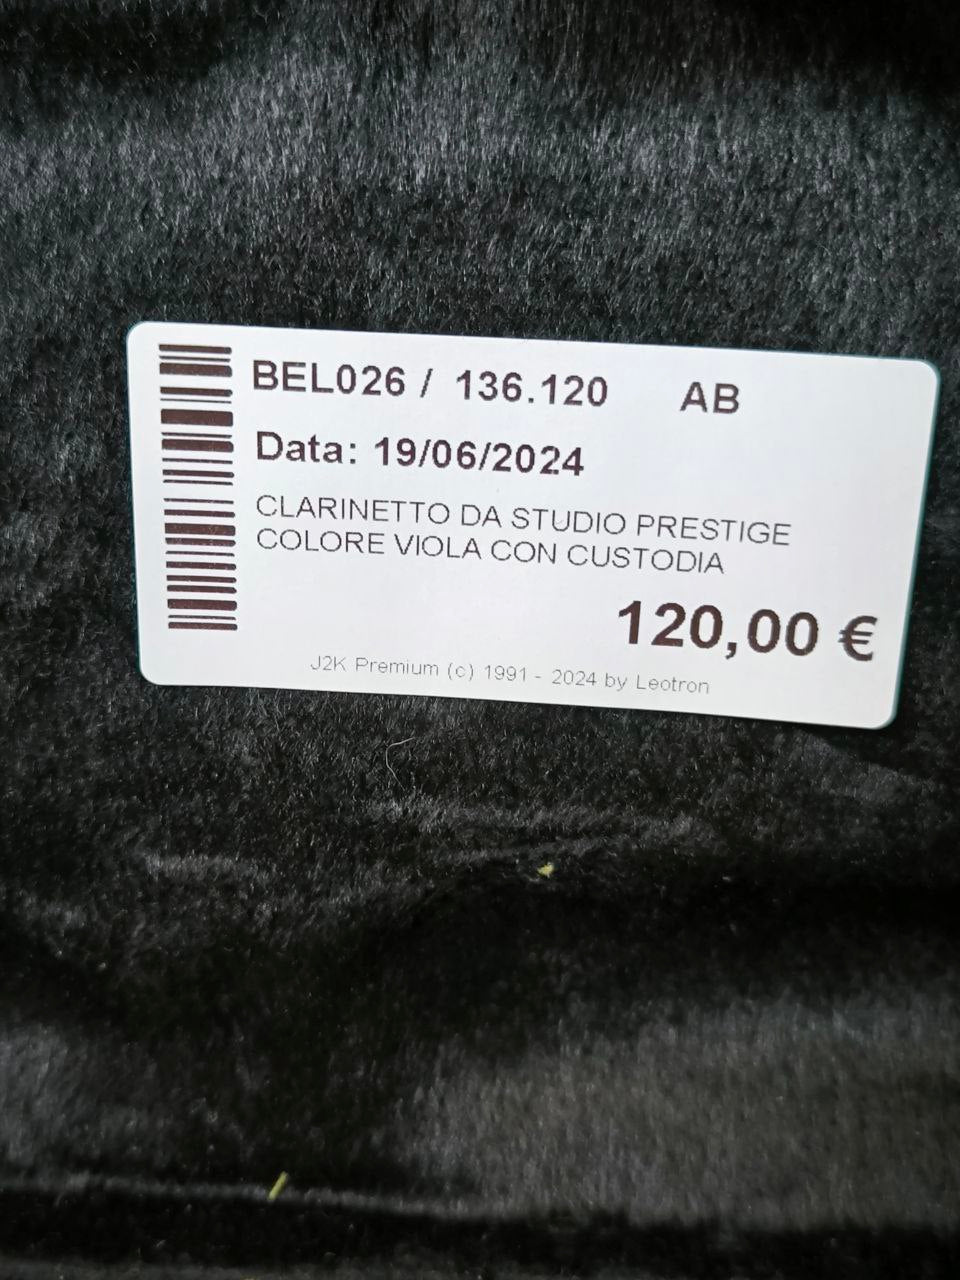 BEL026 / 136.120 AB
Data: 19/06/2024
CLARINETTO DA STUDIO PRESTIGE
COLORE VIOLA CON CUSTODIA
120,00 €
J2K Premium (c) 1991 - 2024 by Leotron